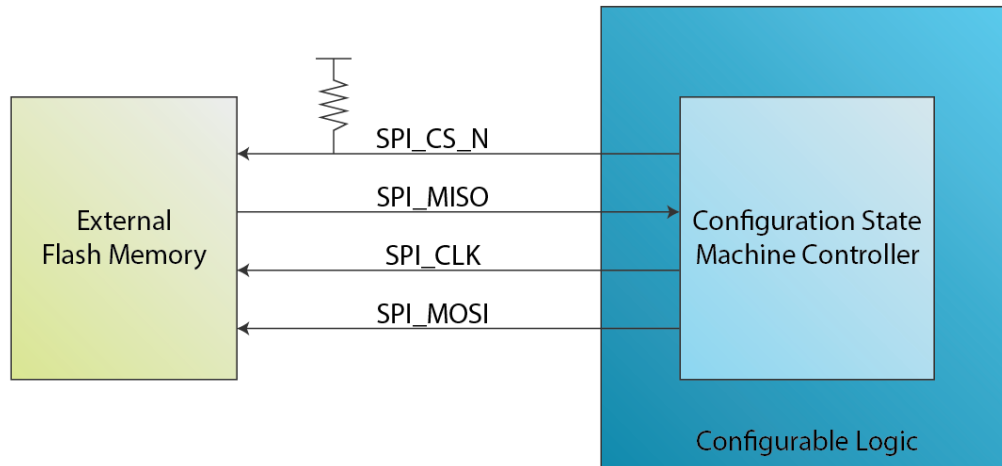 SPI_CS_N
SPI_MISO
SPI_CLK
SPI_MOSI
External
Flash Memory
Configuration State
Machine Controller
Configurable Logic